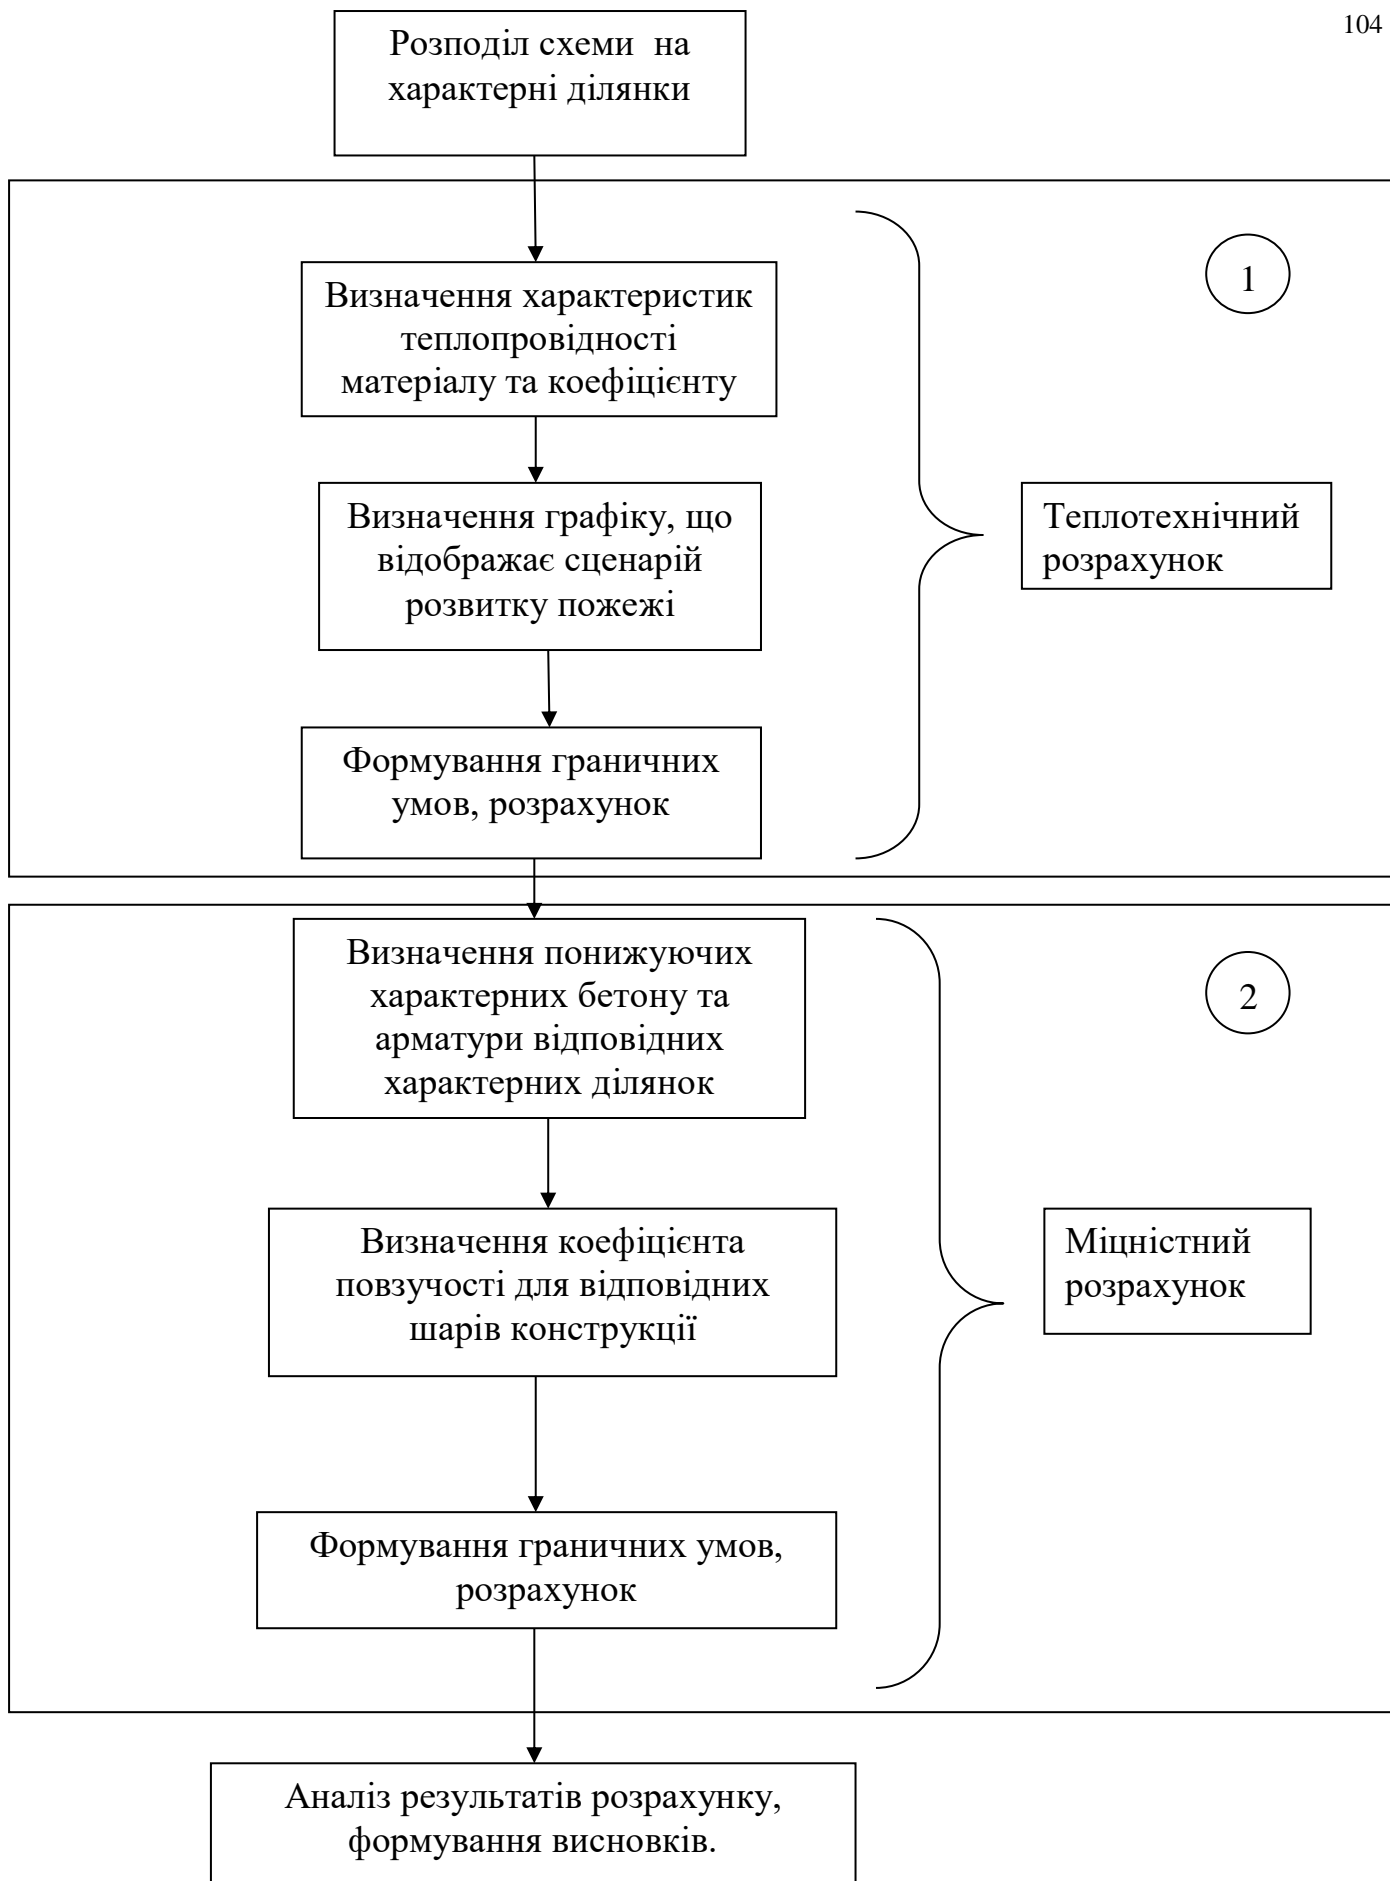 104
Розподіл схеми на
характерні ділянки
1
Визначення характеристик
теплопровідності
матеріалу та коефіцієнту
Визначення графіку, що
відображає сценарій
розвитку пожежі
Теплотехнічний
розрахунок
Формування граничних
умов, розрахунок
2
Визначення понижуючих
характерних бетону та
арматури відповідних
характерних ділянок
Визначення коефіцієнта
повзучості для відповідних
шарів конструкції
Міцністний
розрахунок
Формування граничних умов,
розрахунок
Аналіз результатів розрахунку,
формування висновків.